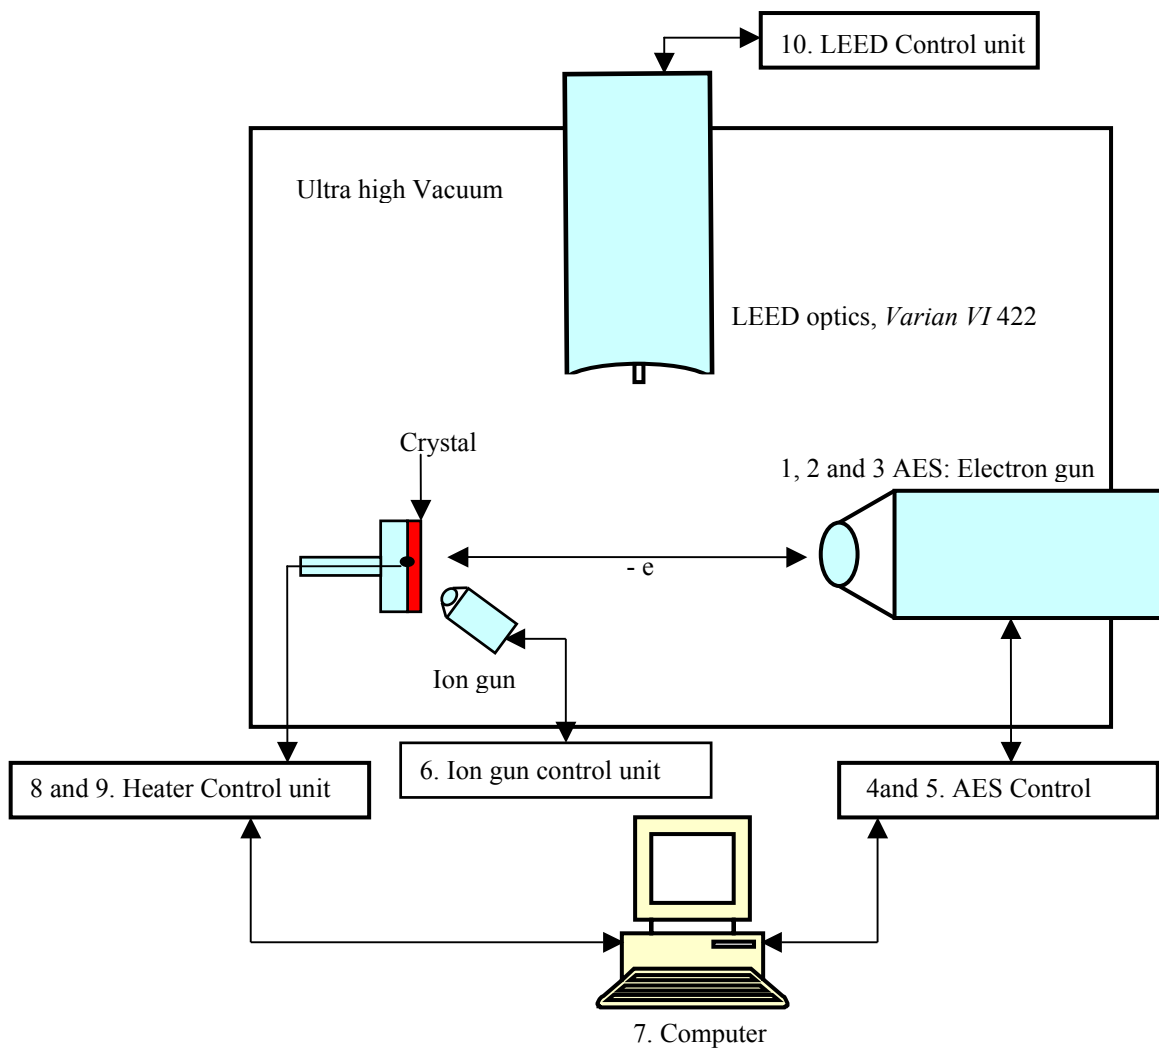 10. LEED Control unit
Ultra high Vacuum
LEED optics, Varian VI 422
Crystal
1, 2 and 3 AES: Electron gun
- e
Ion gun
6. Ion gun control unit
8 and 9. Heater Control unit
4and 5. AES Control
7. Computer